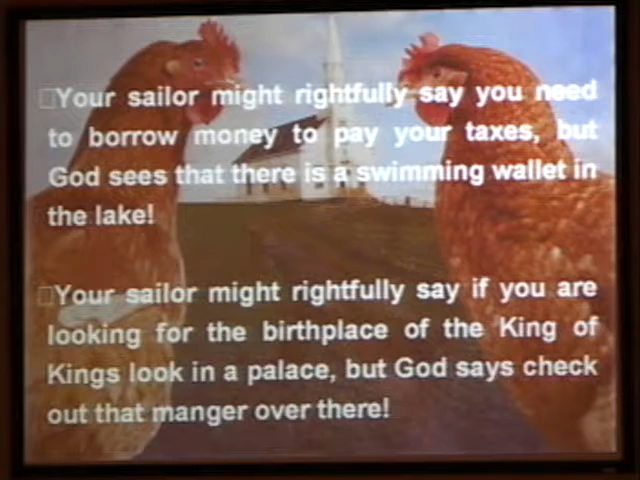 Your sailor might rightfully say you need
to borrow money to pay your taxes, but
God sees that there is a swimming wallet in
the lake!
Your sailor might rightfully say if you are
looking for the birthplace of the King of
Kings look in a palace, but God says check
out that manger over there!